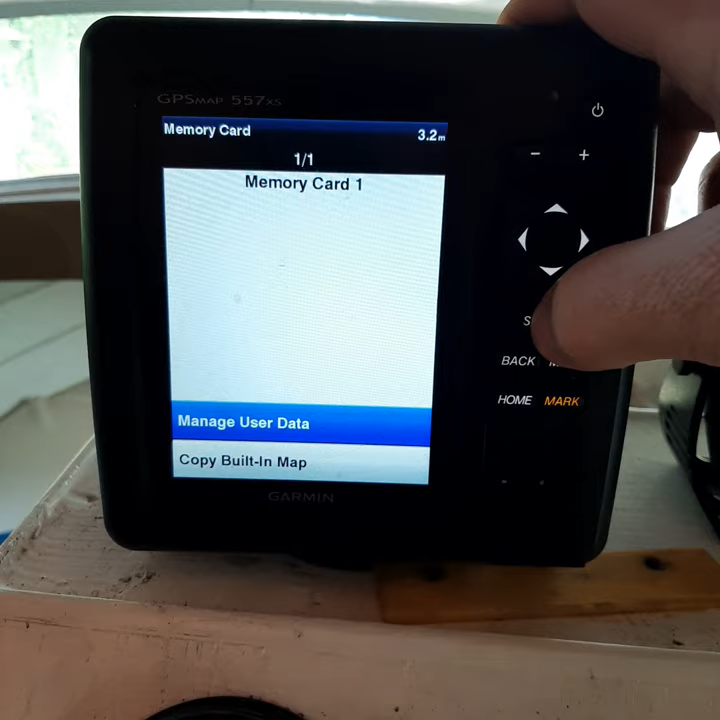 GPSMAP 557xs
Memory Card 3.2m
1/1
Memory Card 1
Manage User Data
Copy Built-In Map
BACK
HOME MARK
GARMIN